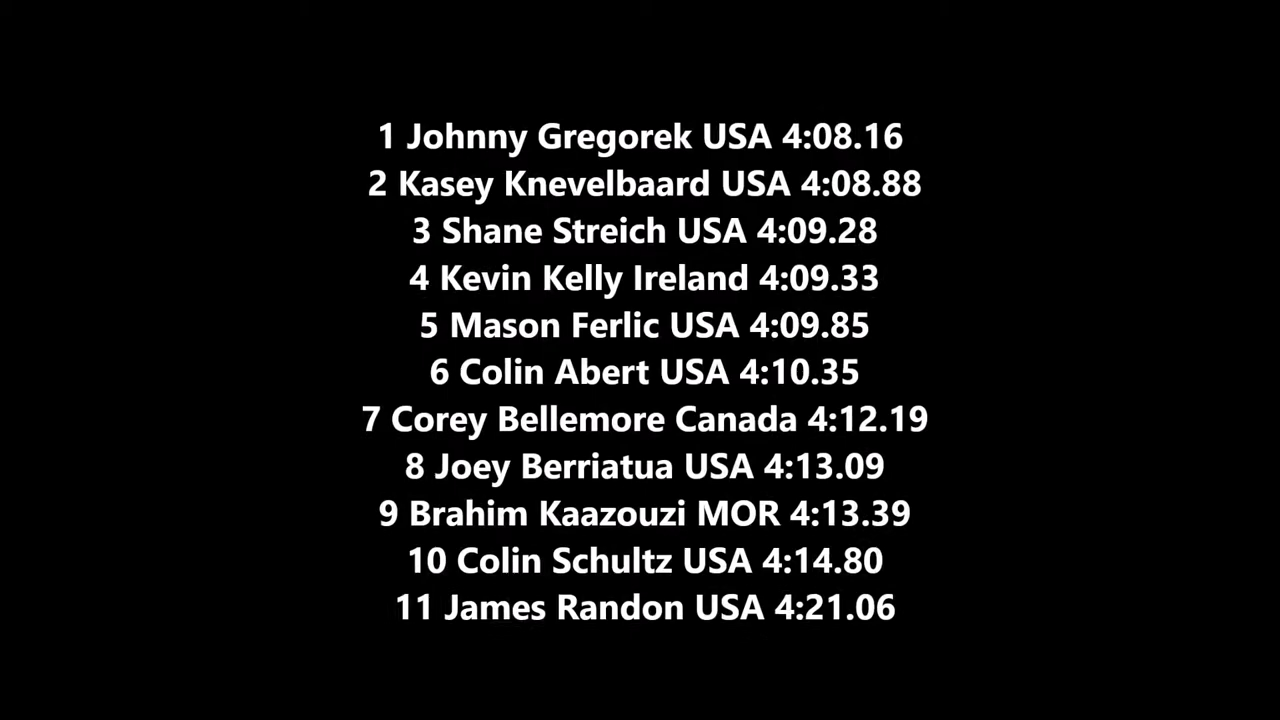 1 Johnny Gregorek USA 4:08.16
2 Kasey Knevelbaard USA 4:08.88
3 Shane Streich USA 4:09.28
4 Kevin Kelly Ireland 4:09.33
5 Mason Ferlic USA 4:09.85
6 Colin Abert USA 4:10.35
7 Corey Bellemore Canada 4:12.19
8 Joey Berriatua USA 4:13.09
9 Brahim Kaazouzi MOR 4:13.39
10 Colin Schultz USA 4:14.80
11 James Randon USA 4:21.06